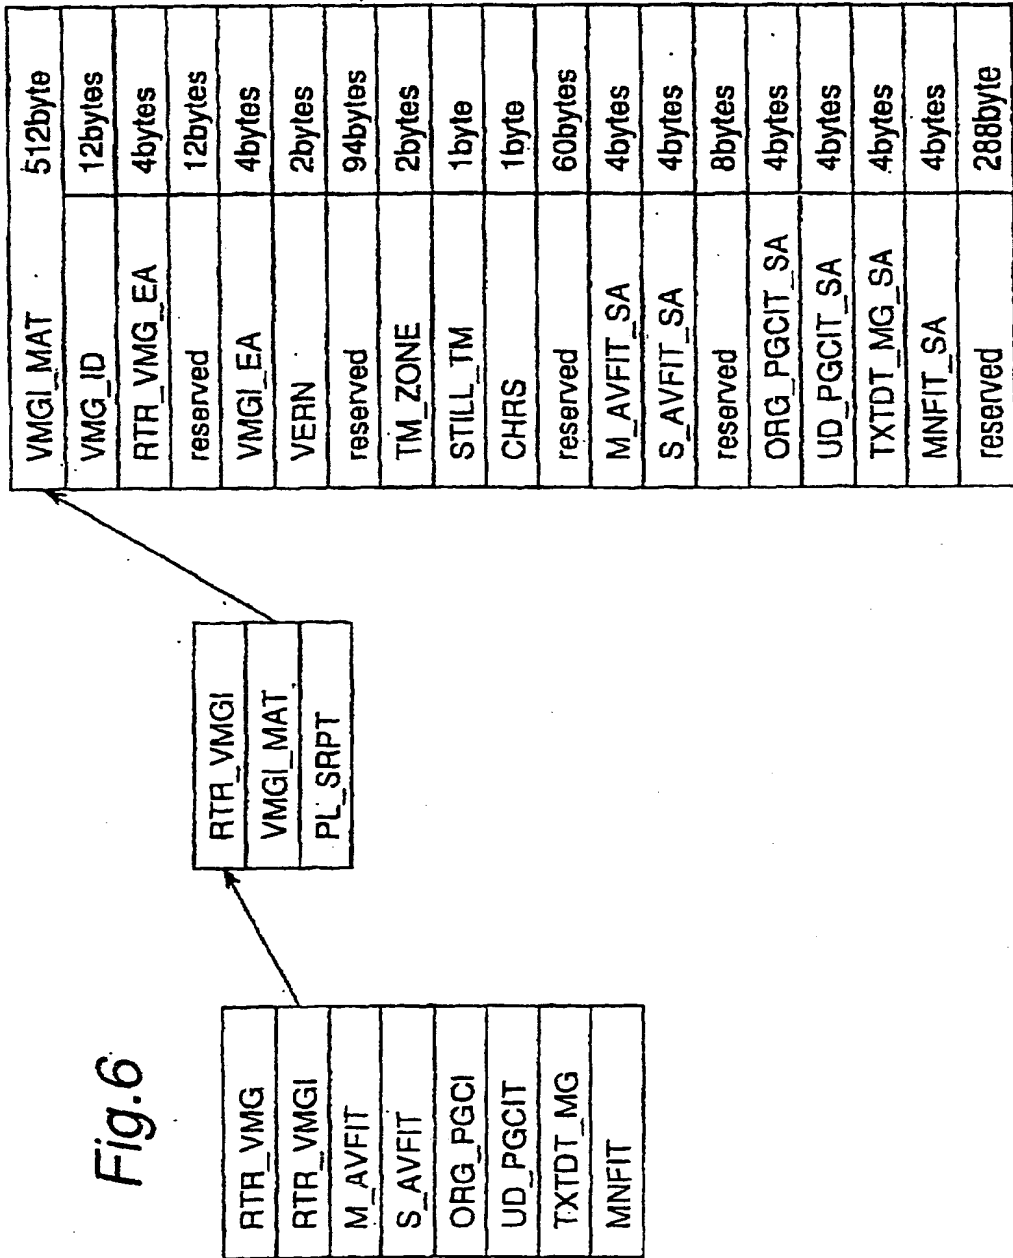 Fig.6
RTR_VMG
RTR_VMGI
M_AVFIT
S_AVFIT
ORG_PGCI
UD_PGCIT
TXTDT_MG
MNFIT
RTR_VMGI
VMGI_MAT
PL_SRPT
VMGI_MAT 512byte
VMG_ID 12bytes
RTR_VMG_EA 4bytes
reserved 12bytes
VMGI_EA 4bytes
VERN 2bytes
reserved 94bytes
TM_ZONE 2bytes
STILL_TM 1byte
CHRS 1byte
reserved 60bytes
M_AVFIT_SA 4bytes
S_AVFIT_SA 4bytes
reserved 8bytes
ORG_PGCIT_SA 4bytes
UD_PGCIT_SA 4bytes
TXTDT_MG_SA 4bytes
MNFIT_SA 4bytes
reserved 288byte